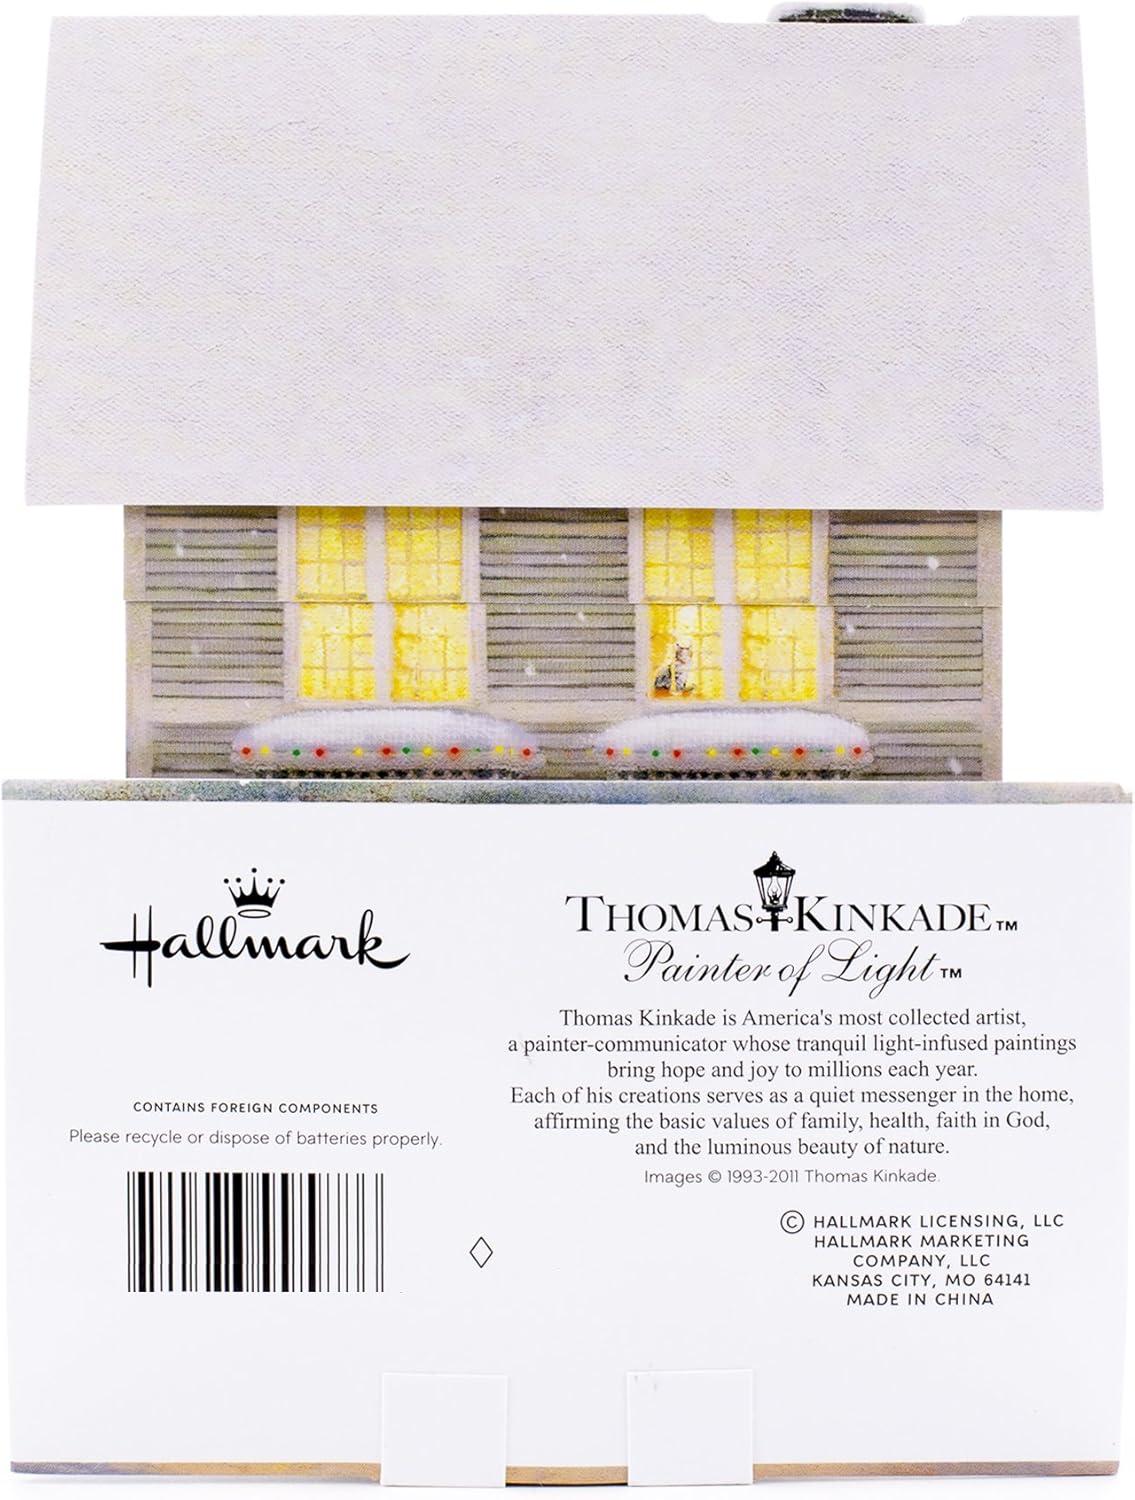 Hallmark
CONTAINS FOREIGN COMPONENTS
Please recycle or dispose of batteries properly.
THOMAS KINKADE™
Painter of Light™
Thomas Kinkade is America's most collected artist,
a painter-communicator whose tranquil light-infused paintings
bring hope and joy to millions each year.
Each of his creations serves as a quiet messenger in the home,
affirming the basic values of family, health, faith in God,
and the luminous beauty of nature.
Images © 1993-2011 Thomas Kinkade.
© HALLMARK LICENSING, LLC
HALLMARK MARKETING
COMPANY, LLC
KANSAS CITY, MO 64141
MADE IN CHINA